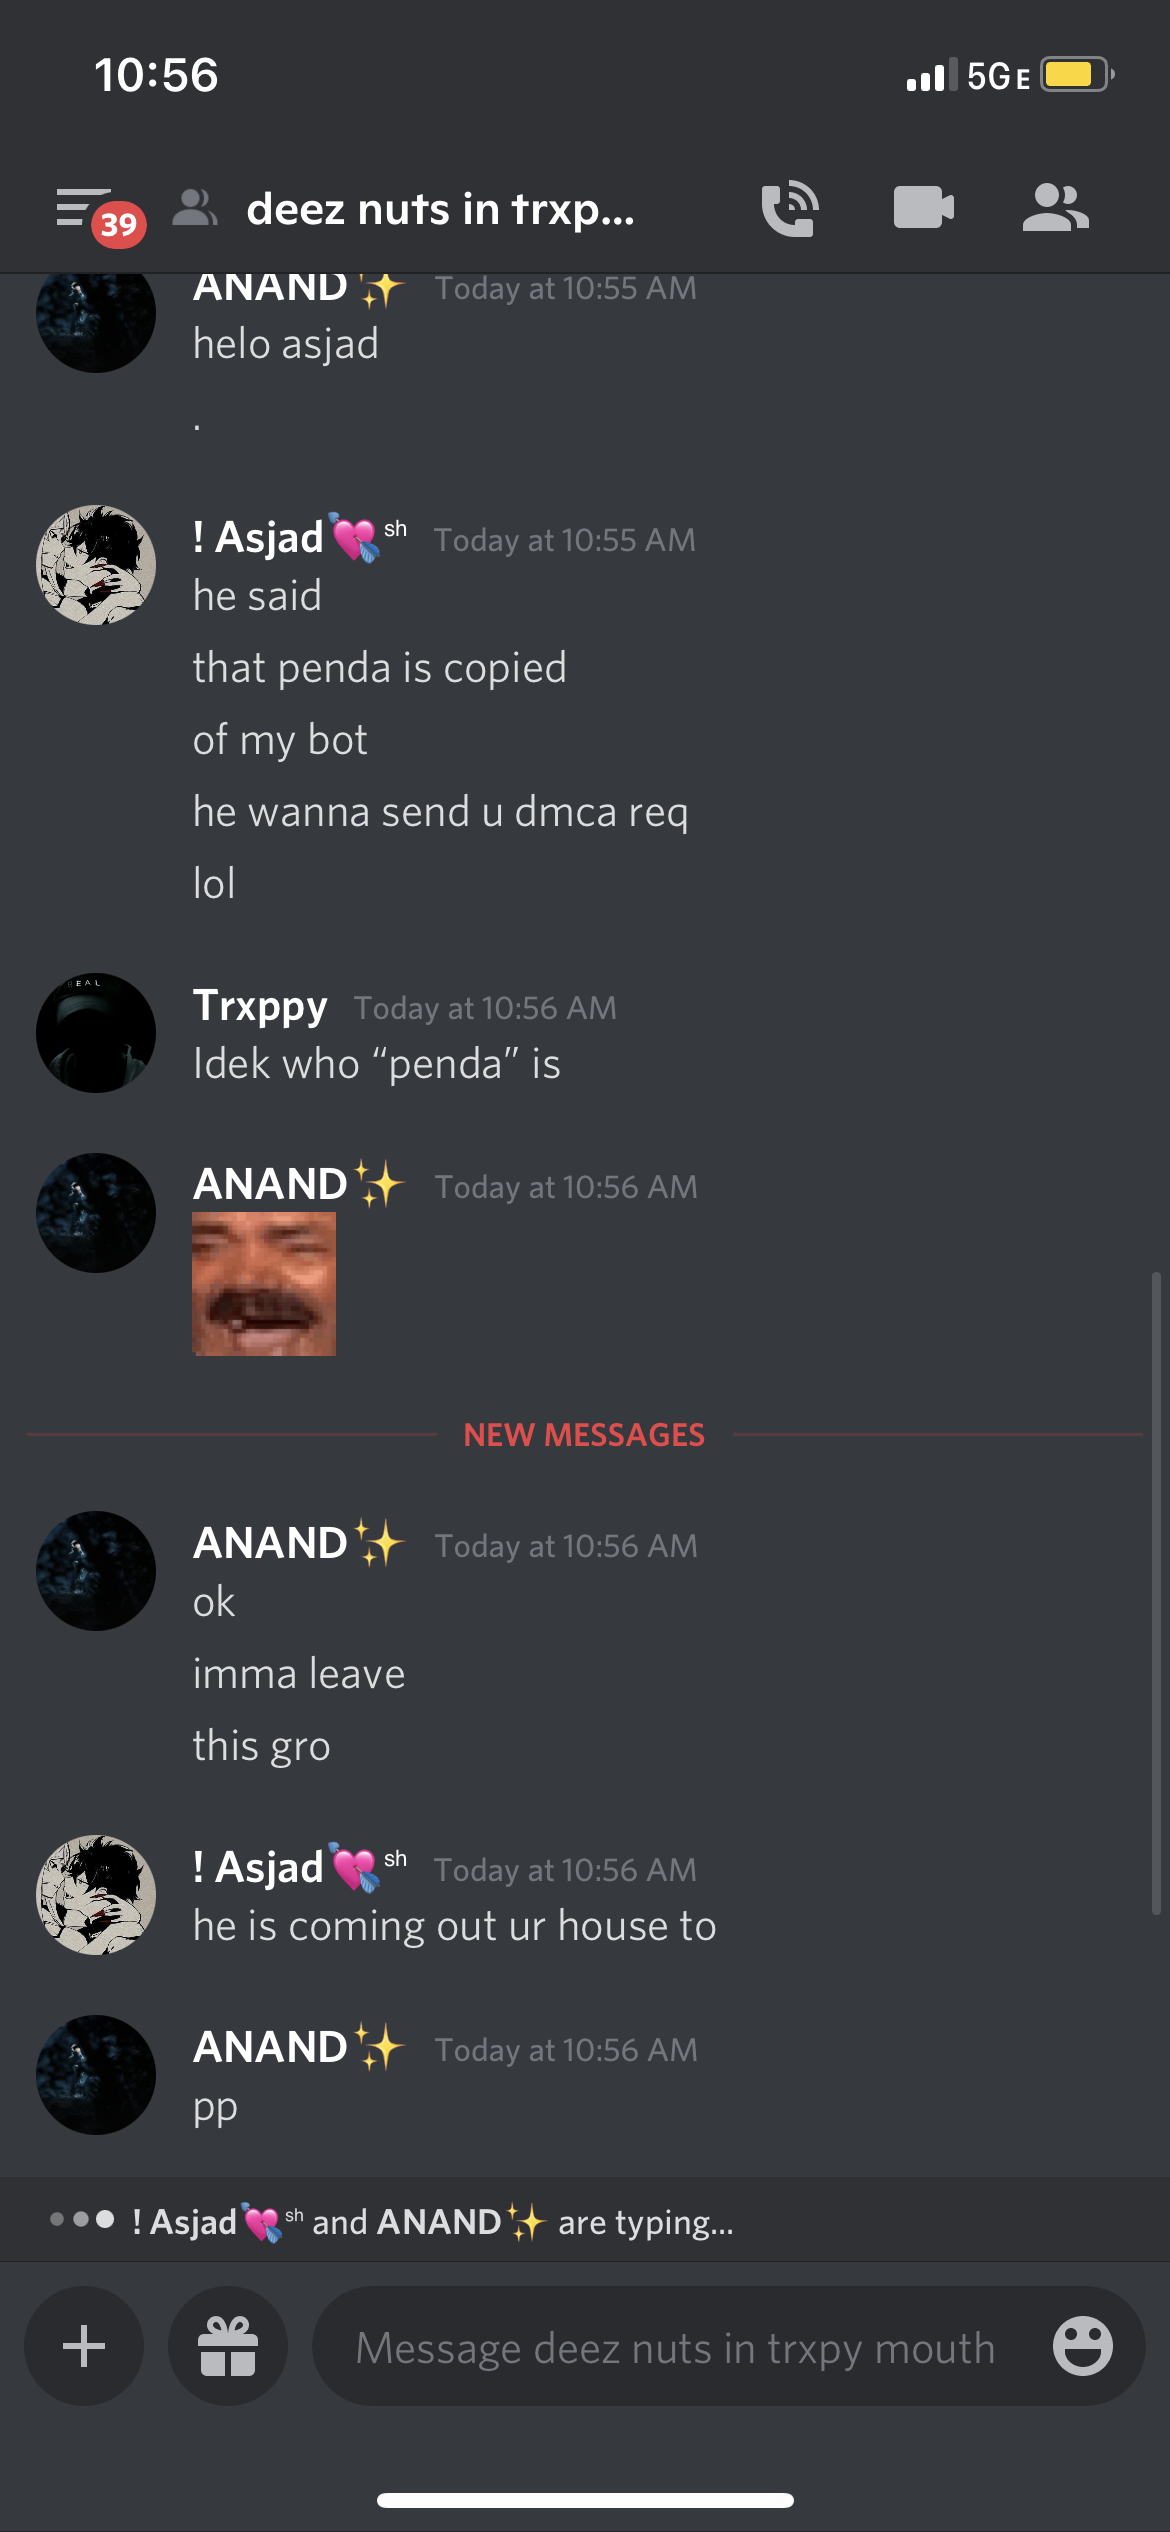 10:56
5GE
39
deez nuts in trxp...
ANAND✨ Today at 10:55 AM
helo asjad
.
! Asjad💘ˢʰ Today at 10:55 AM
he said
that penda is copied
of my bot
he wanna send u dmca req
lol
Trxppy Today at 10:56 AM
Idek who “penda” is
ANAND✨ Today at 10:56 AM
NEW MESSAGES
ANAND✨ Today at 10:56 AM
ok
imma leave
this gro
! Asjad💘ˢʰ Today at 10:56 AM
he is coming out ur house to
ANAND✨ Today at 10:56 AM
pp
! Asjad💘ˢʰ and ANAND✨ are typing...
Message deez nuts in trxpy mouth